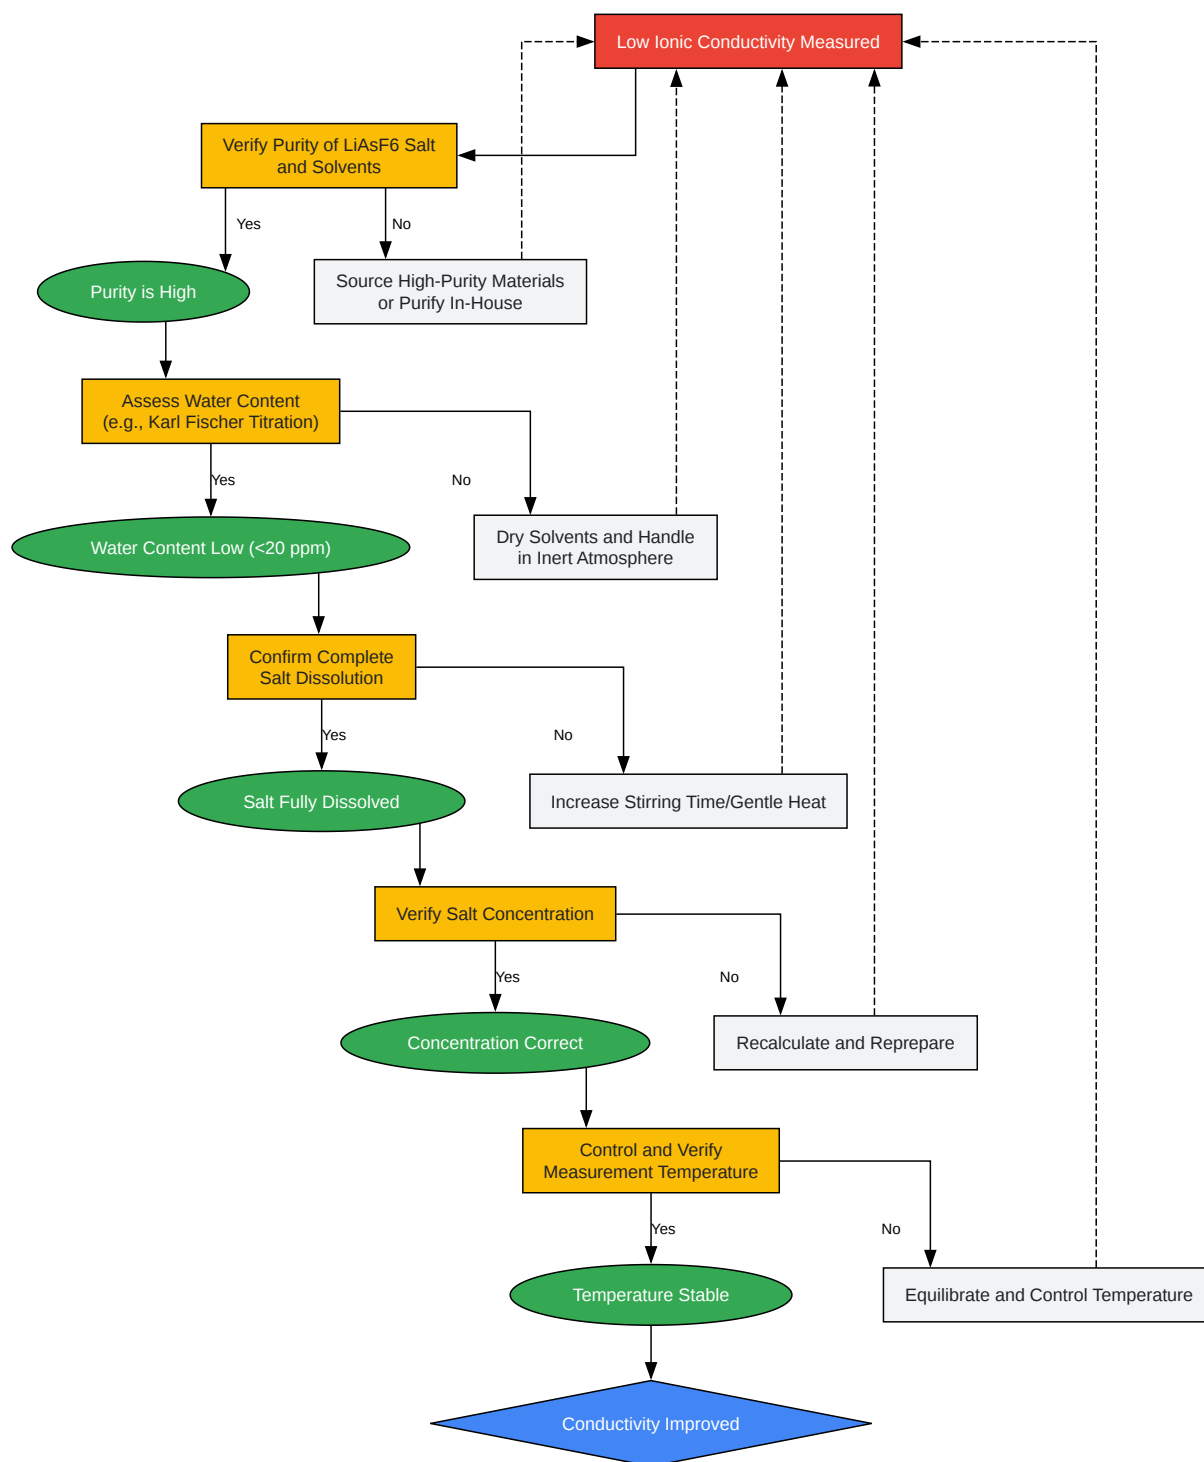 Low Ionic Conductivity Measured
Verify Purity of LiAsF6 Salt
and Solvents
Yes
No
Purity is High
Source High-Purity Materials
or Purify In-House
Assess Water Content
(e.g., Karl Fischer Titration)
Yes
No
Water Content Low (<20 ppm)
Dry Solvents and Handle
in Inert Atmosphere
Confirm Complete
Salt Dissolution
Yes
No
Salt Fully Dissolved
Increase Stirring Time/Gentle Heat
Verify Salt Concentration
Yes
No
Concentration Correct
Recalculate and Reprepare
Control and Verify
Measurement Temperature
Yes
No
Temperature Stable
Equilibrate and Control Temperature
Conductivity Improved